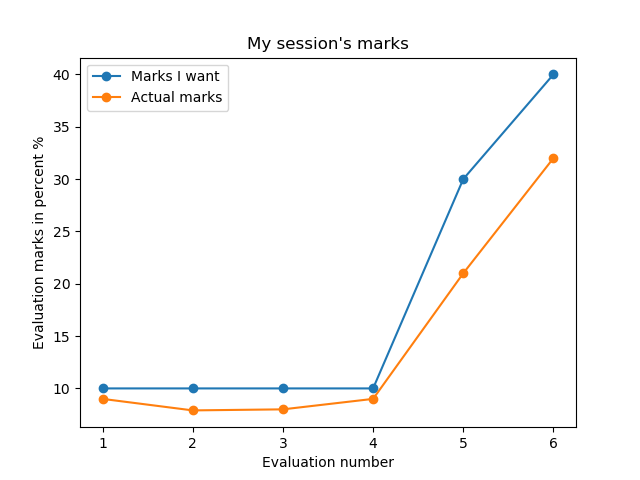 My session's marks
Marks I want
Actual marks
Evaluation marks in percent %
40
35
30
25
20
15
10
1 2 3 4 5 6
Evaluation number